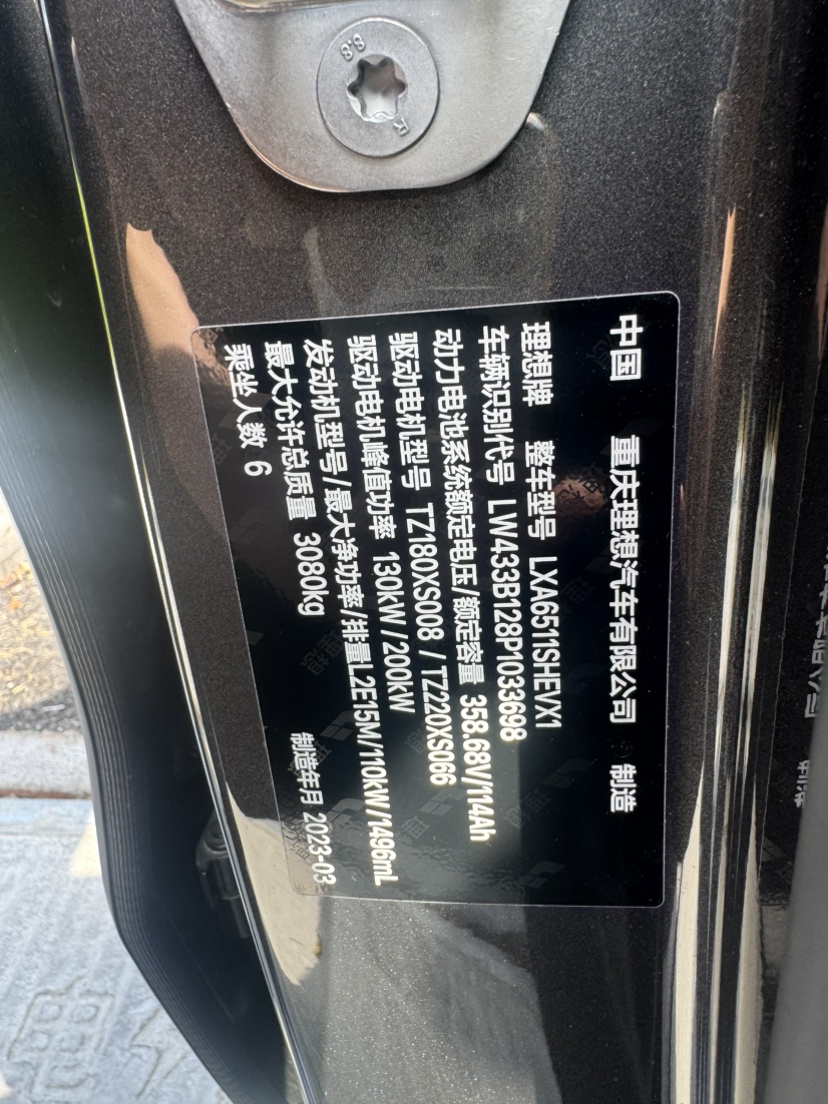 8.8
R
中国 重庆理想汽车有限公司 制造
理想牌 整车型号 LXA6511SHEVX1
车辆识别代号 LW433B128P1033698
动力电池系统额定电压/额定容量 358.68V/114Ah
驱动电机型号 TZ180XS008 / TZ220XS066
驱动电机峰值功率 130kW/200kW
发动机型号/最大净功率/排量L2E15M/110kW/1496mL
最大允许总质量 3080kg
乘坐人数 6 制造年月 2023-03